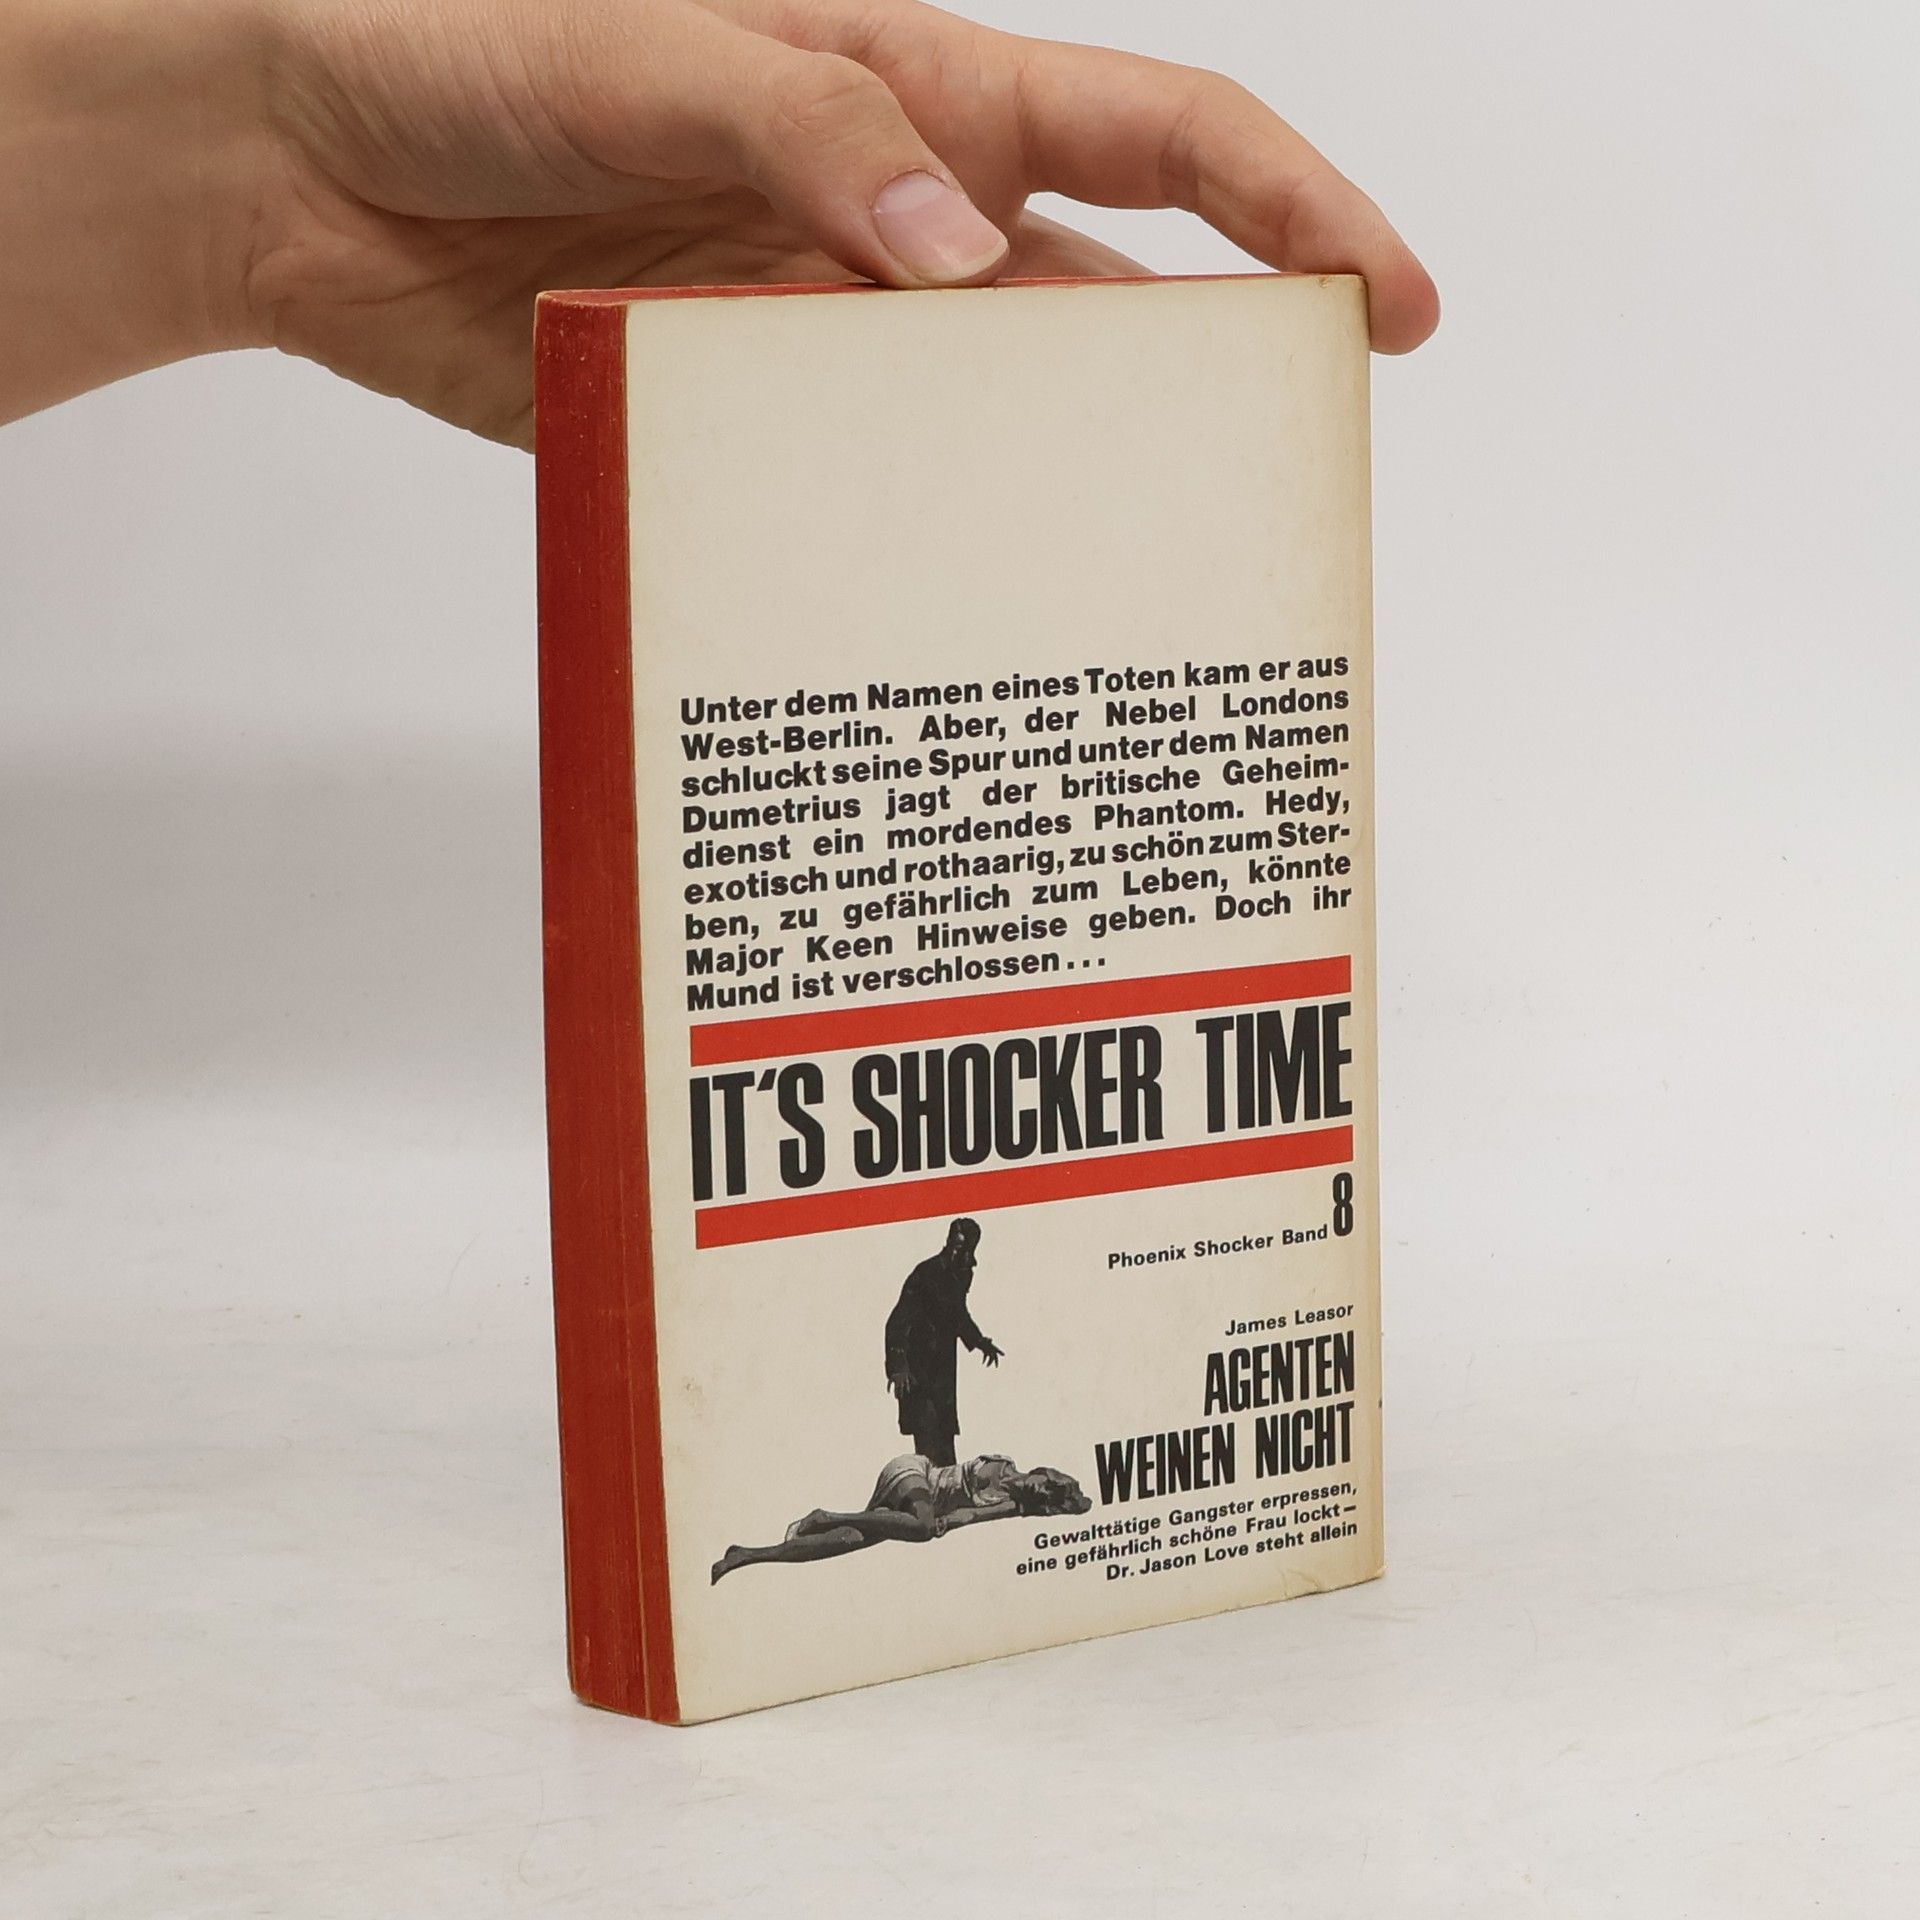 Unter dem Namen eines Toten kam er aus
West-Berlin. Aber, der Nebel Londons
schluckt seine Spur und unter dem Namen
Dumetrius jagt der britische Geheim-
dienst ein mordendes Phantom. Hedy,
exotisch und rothaarig, zu schön zum Ster-
ben, zu gefährlich zum Leben, könnte
Major Keen Hinweise geben. Doch ihr
Mund ist verschlossen...
IT'S SHOCKER TIME
Phoenix Shocker Band 8
James Leasor
AGENTEN
WEINEN NICHT
Gewalttätige Gangster erpressen,
eine gefährlich schöne Frau lockt –
Dr. Jason Love steht allein